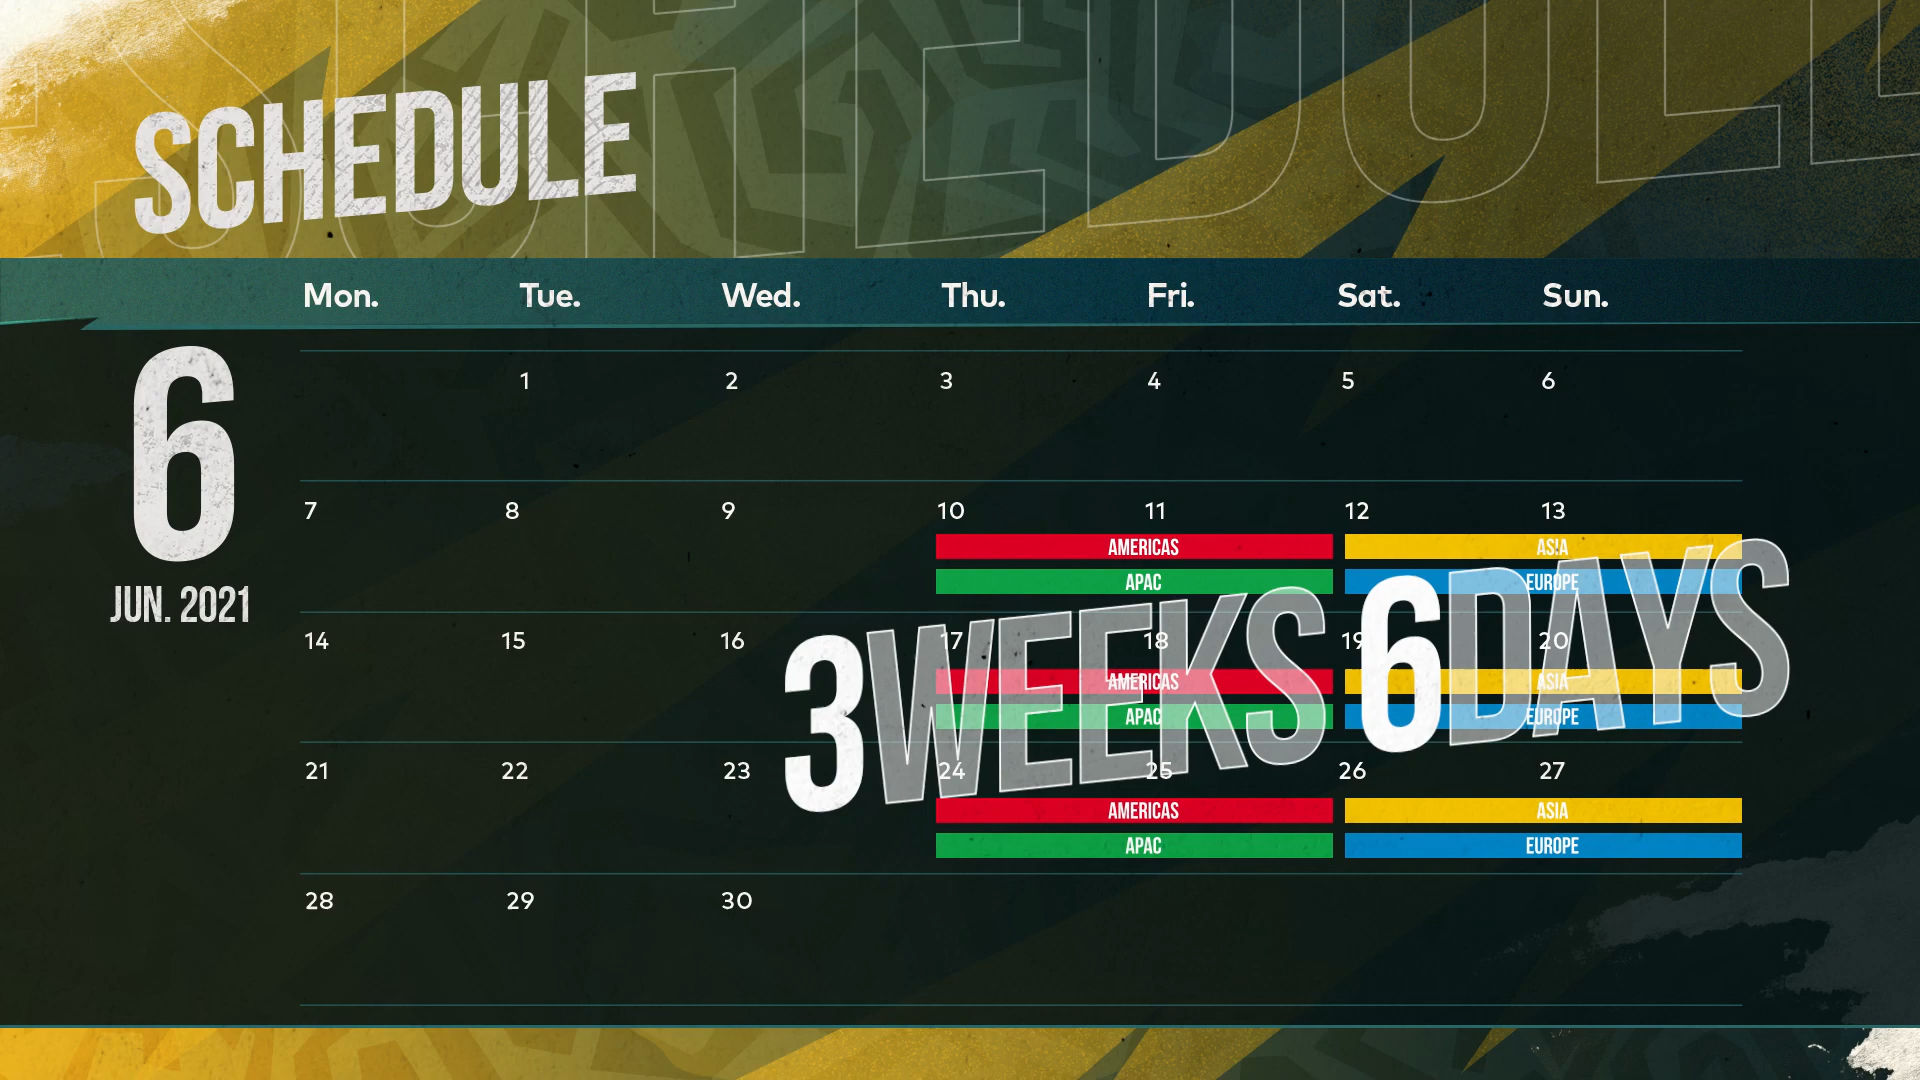 SCHEDULE
Mon. Tue. Wed. Thu. Fri. Sat. Sun.
6
JUN. 2021
1 2 3 4 5 6
7 8 9 10 11 12 13
AMERICAS ASIA
APAC EUROPE
14 15 16 17 18 19 20
AMERICAS ASIA
APAC EUROPE
3WEEKS 6DAYS
21 22 23 24 25 26 27
AMERICAS ASIA
APAC EUROPE
28 29 30